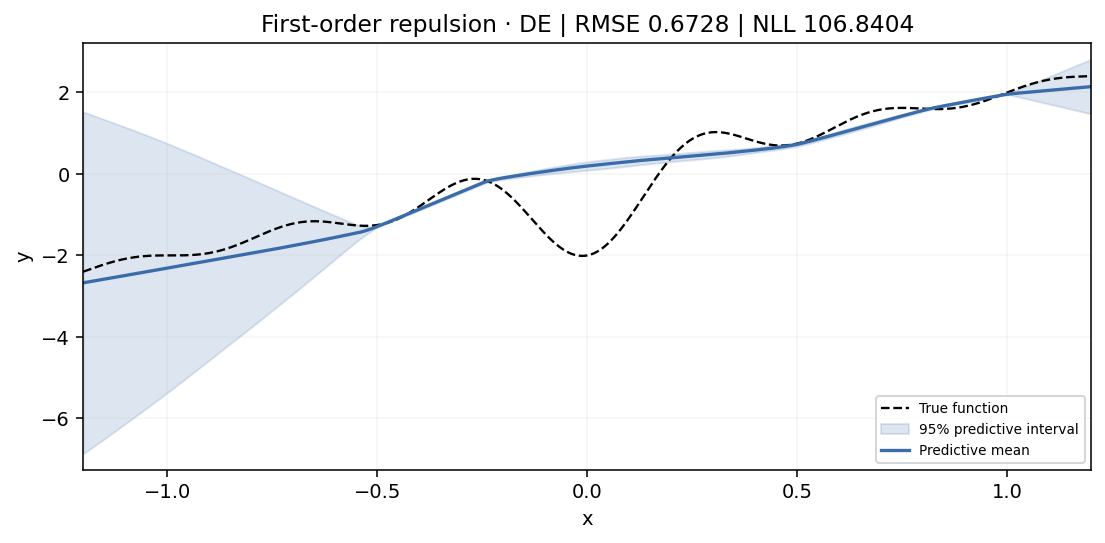 First-order repulsion · DE | RMSE 0.6728 | NLL 106.8404
y
2
0
−2
−4
−6
True function
95% predictive interval
Predictive mean
−1.0
−0.5
0.0
0.5
1.0
x